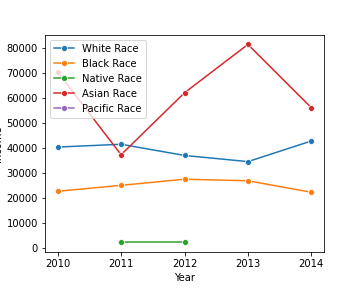 White Race
Black Race
Native Race
Asian Race
Pacific Race
80000
70000
60000
50000
40000
30000
20000
10000
0
2010 2011 2012 2013 2014
Year